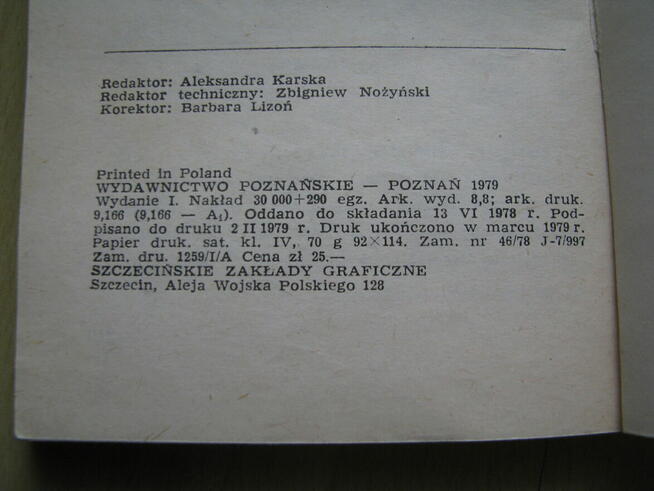 Redaktor: Aleksandra Karska
Redaktor techniczny: Zbigniew Nożyński
Korektor: Barbara Lizoń
Printed in Poland
WYDAWNICTWO POZNAŃSKIE — POZNAŃ 1979
Wydanie I. Nakład 30 000+290 egz. Ark. wyd. 8,8; ark. druk.
9,166 (9,166 — A₁). Oddano do składania 13 VI 1978 r. Pod-
pisano do druku 2 II 1979 r. Druk ukończono w marcu 1979 r.
Papier druk. sat. kl. IV, 70 g 92×114. Zam. nr 46/78 J-7/997
Zam. dru. 1259/I/A Cena zł 25.—
SZCZECIŃSKIE ZAKŁADY GRAFICZNE
Szczecin, Aleja Wojska Polskiego 128